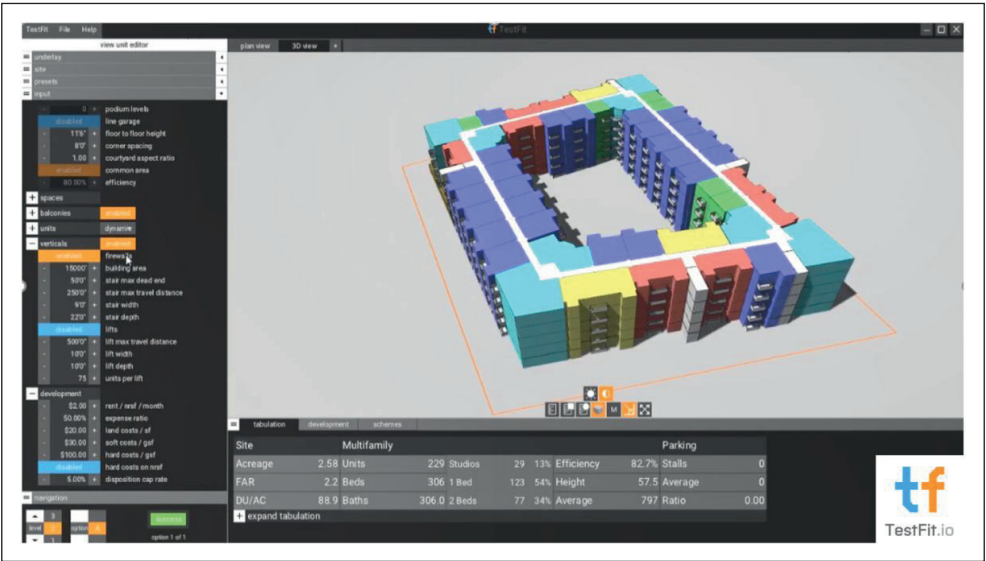 TestFit File Help
TestFit
view unit editor
plan view 3D view +
underlay
site
presets
input
0 + podium levels
disabled line garage
- 11'6" + floor to floor height
- 8'0" + corner spacing
- 1.00 + courtyard aspect ratio
enabled common area
- 80.00% + efficiency
+ spaces
+ balconies enabled
+ units dynamic
- verticals enabled
enabled firewalls
- 15000' + building area
- 50'0" + stair max dead end
- 250'0" + stair max travel distance
- 9'0" + stair width
- 22'0" + stair depth
disabled lifts
- 500'0" + lift max travel distance
- 10'0" + lift width
- 10'0" + lift depth
- 75 + units per lift
- development
- $2.00 + rent / nrsf / month
- 50.00% + expense ratio
- $20.00 + land costs / sf
- $30.00 + soft costs / gsf
- $100.00 + hard costs / gsf
disabled hard costs on nrsf
- 5.00% + disposition cap rate
navigation
3
level option success
1 option 1 of 1
M
tabulation development schemes
Site Multifamily Parking
Acreage 2.58 Units 229 Studios 29 13% Efficiency 82.7% Stalls 0
FAR 2.2 Beds 306 1 Bed 123 54% Height 57.5 Average 0
DU/AC 88.9 Baths 306.0 2 Beds 77 34% Average 797 Ratio 0.00
+ expand tabulation
tf
TestFit.io